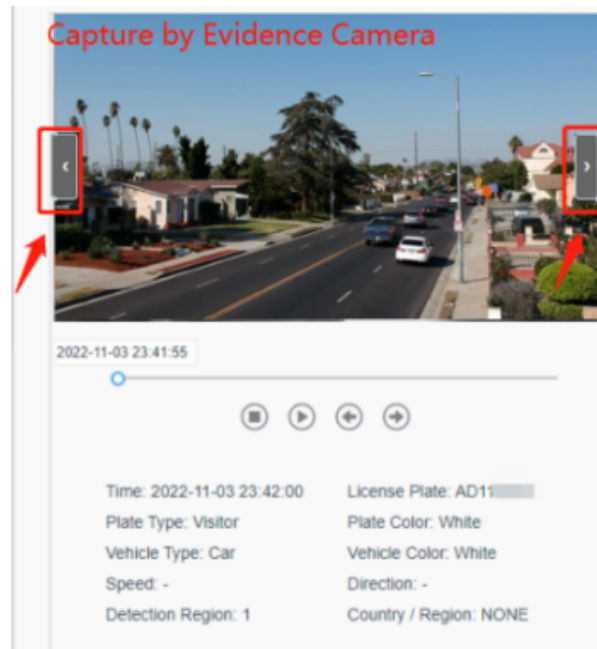 Capture by Evidence Camera
2022-11-03 23:41:55
Time: 2022-11-03 23:42:00
License Plate: AD11
Plate Type: Visitor
Plate Color: White
Vehicle Type: Car
Vehicle Color: White
Speed: -
Direction: -
Detection Region: 1
Country / Region: NONE